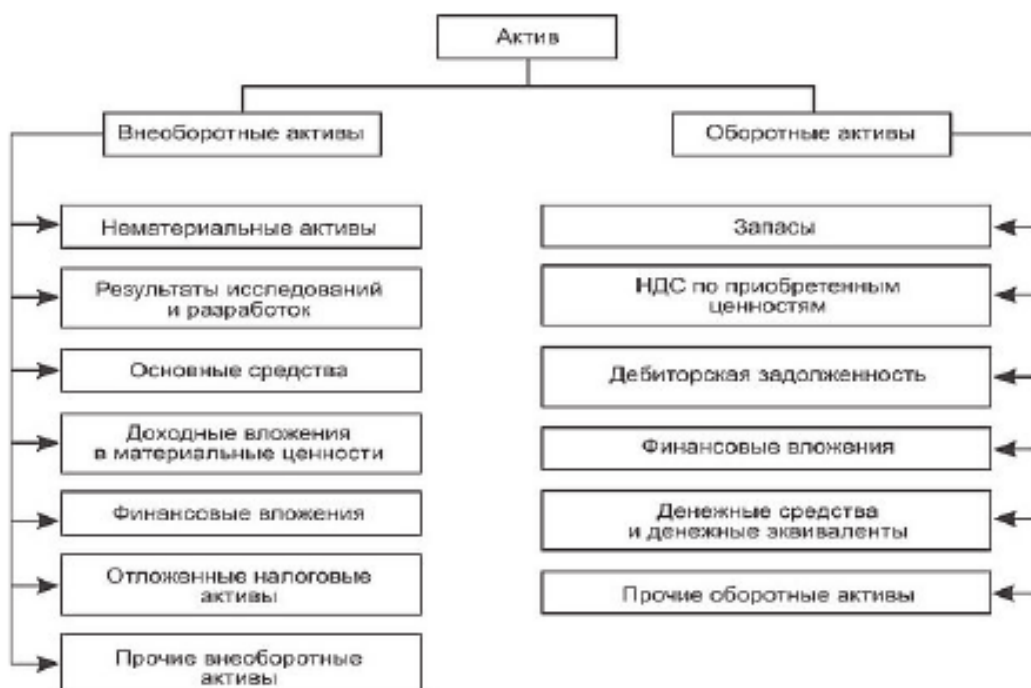 Актив
Внеоборотные активы
Оборотные активы
Нематериальные активы
Результаты исследований
и разработок
Основные средства
Доходные вложения
в материальные ценности
Финансовые вложения
Отложенные налоговые
активы
Прочие внеоборотные
активы
Запасы
НДС по приобретенным
ценностям
Дебиторская задолженность
Финансовые вложения
Денежные средства
и денежные эквиваленты
Прочие оборотные активы